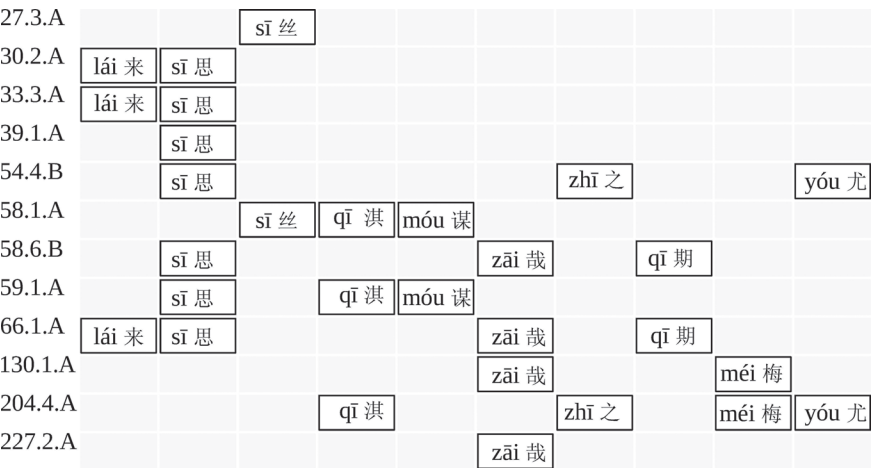 27.3.A sī 丝
30.2.A lái 来 sī 思
33.3.A lái 来 sī 思
39.1.A sī 思
54.4.B sī 思 zhī 之 yóu 尤
58.1.A sī 丝 qī 淇 móu 谋
58.6.B sī 思 zāi 哉 qī 期
59.1.A sī 思 qī 淇 móu 谋
66.1.A lái 来 sī 思 zāi 哉 qī 期
130.1.A zāi 哉 méi 梅
204.4.A qī 淇 zhī 之 méi 梅 yóu 尤
227.2.A zāi 哉